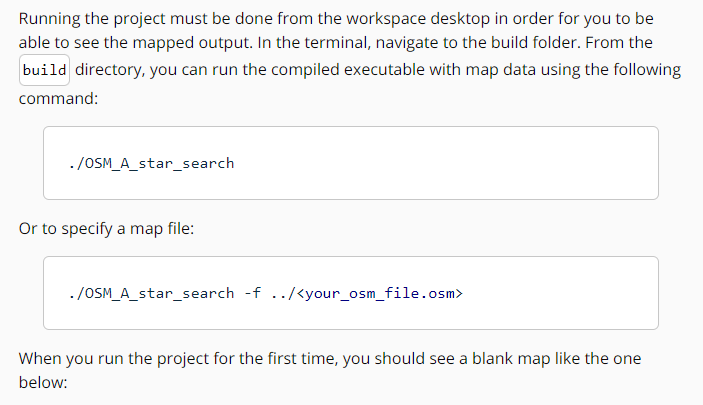 Running the project must be done from the workspace desktop in order for you to be
able to see the mapped output. In the terminal, navigate to the build folder. From the
build directory, you can run the compiled executable with map data using the following
command:
./OSM_A_star_search
Or to specify a map file:
./OSM_A_star_search -f ../<your_osm_file.osm>
When you run the project for the first time, you should see a blank map like the one
below: